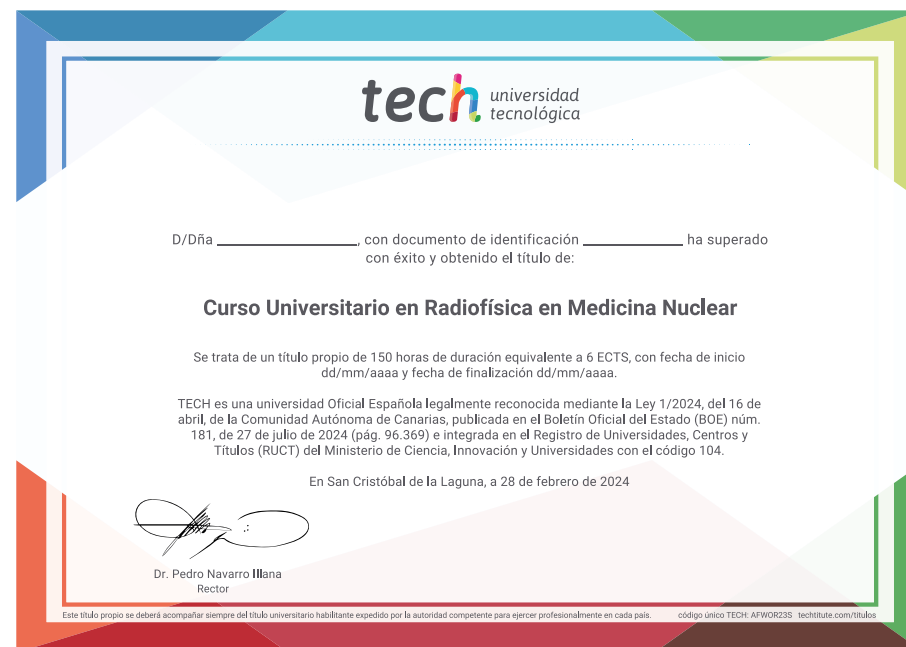 tech universidad
tecnológica
D/Dña ____________, con documento de identificación ____________ ha superado
con éxito y obtenido el título de:
Curso Universitario en Radiofísica en Medicina Nuclear
Se trata de un título propio de 150 horas de duración equivalente a 6 ECTS, con fecha de inicio
dd/mm/aaaa y fecha de finalización dd/mm/aaaa.
TECH es una universidad Oficial Española legalmente reconocida mediante la Ley 1/2024, del 16 de
abril, de la Comunidad Autónoma de Canarias, publicada en el Boletín Oficial del Estado (BOE) núm.
181, de 27 de julio de 2024 (pág. 96.369) e integrada en el Registro de Universidades, Centros y
Títulos (RUCT) del Ministerio de Ciencia, Innovación y Universidades con el código 104.
En San Cristóbal de la Laguna, a 28 de febrero de 2024
Dr. Pedro Navarro Illana
Rector
Este título propio se deberá acompañar siempre del título universitario habilitante expedido por la autoridad competente para ejercer profesionalmente en cada país. código único TECH: AFWOR23S techtitute.com/titulos